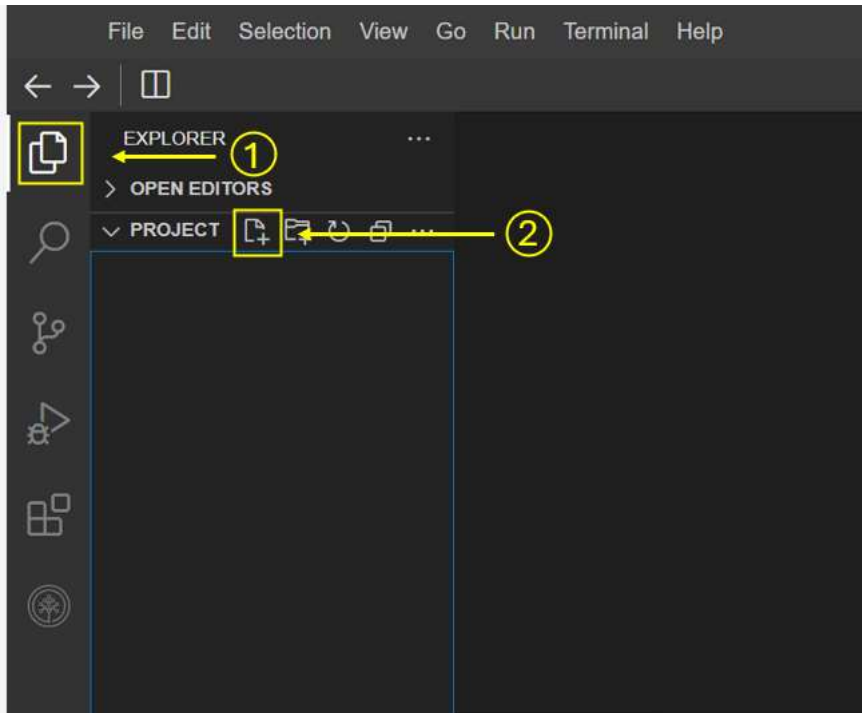 File Edit Selection View Go Run Terminal Help
EXPLORER ...
1
OPEN EDITORS
PROJECT ...
2